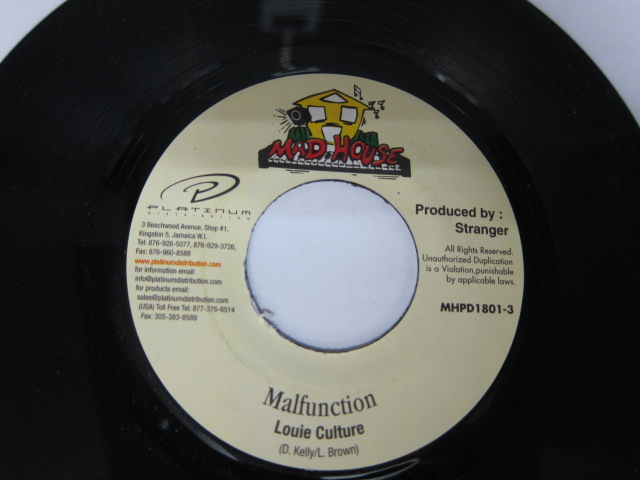 MAD HOUSE
PLATINUM
DISTRIBUTION
3 Beechwood Avenue, Shop #1,
Kingston 5, Jamaica W.I.
Tel: 876-926-5077, 876-929-3726,
Fax: 876-960-8588
www.platinumdistribution.com
for information email:
info@platinumdistribution.com
for products email:
sales@platinumdistribution.com
(USA) Toll Free Tel: 877-376-6514
Fax: 305-383-8589
Produced by :
Stranger
All Rights Reserved.
Unauthorized Duplication
is a Violation,punishable
by applicable laws.
MHPD1801-3
Malfunction
Louie Culture
(D. Kelly/L. Brown)